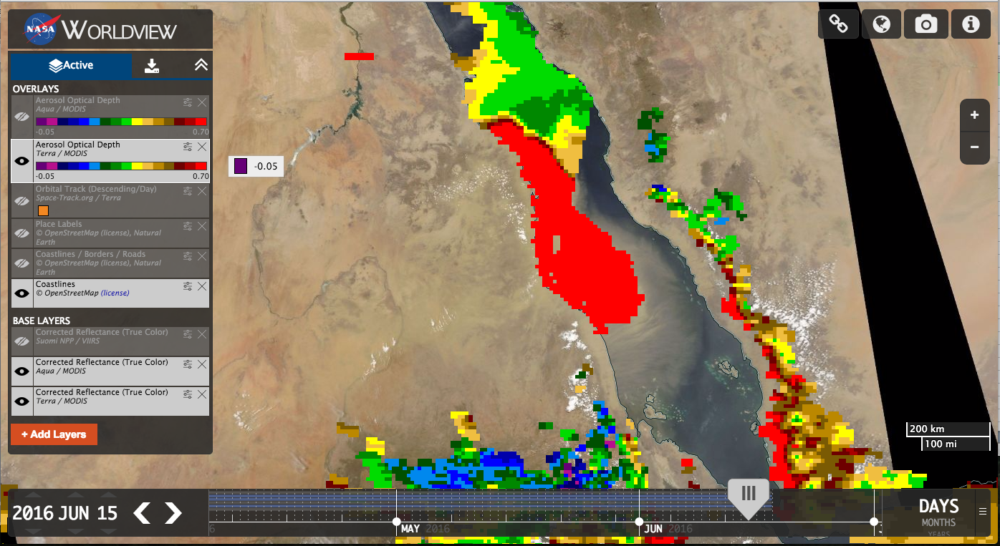 NASA WORLDVIEW
Active
OVERLAYS
Aerosol Optical Depth
Aqua / MODIS
-0.05 0.70
Aerosol Optical Depth
Terra / MODIS
-0.05 0.70
Orbital Track (Descending/Day)
Space-Track.org / Terra
Place Labels
© OpenStreetMap (license), Natural
Earth
Coastlines / Borders / Roads
© OpenStreetMap (license), Natural
Earth
Coastlines
© OpenStreetMap (license)
BASE LAYERS
Corrected Reflectance (True Color)
Suomi NPP / VIIRS
Corrected Reflectance (True Color)
Aqua / MODIS
Corrected Reflectance (True Color)
Terra / MODIS
+ Add Layers
-0.05
+
−
200 km
100 mi
2016 JUN 15
6
MAY 2016
JUN 2016
DAYS
MONTHS
YEARS